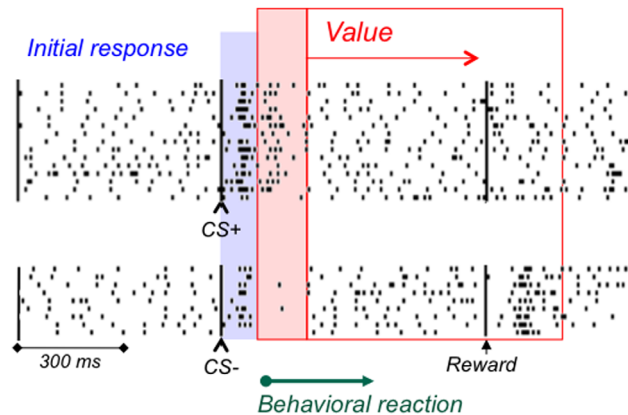 Value
Initial response
CS+
300 ms
CS-
Reward
Behavioral reaction